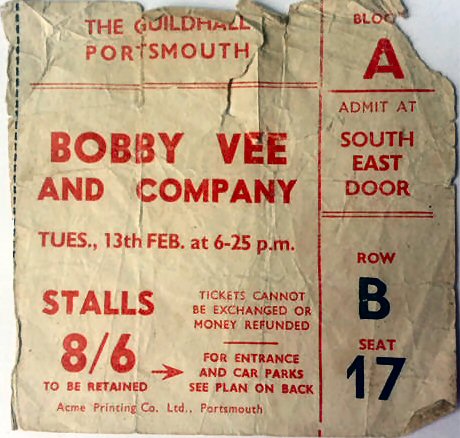 THE GUILDHALL
PORTSMOUTH
BOBBY VEE
AND COMPANY
TUES., 13th FEB. at 6-25 p.m.
STALLS
8/6
TO BE RETAINED
TICKETS CANNOT
BE EXCHANGED OR
MONEY REFUNDED
FOR ENTRANCE
AND CAR PARKS
SEE PLAN ON BACK
Acme Printing Co. Ltd., Portsmouth
BLOCK
A
ADMIT AT
SOUTH
EAST
DOOR
ROW
B
SEAT
17